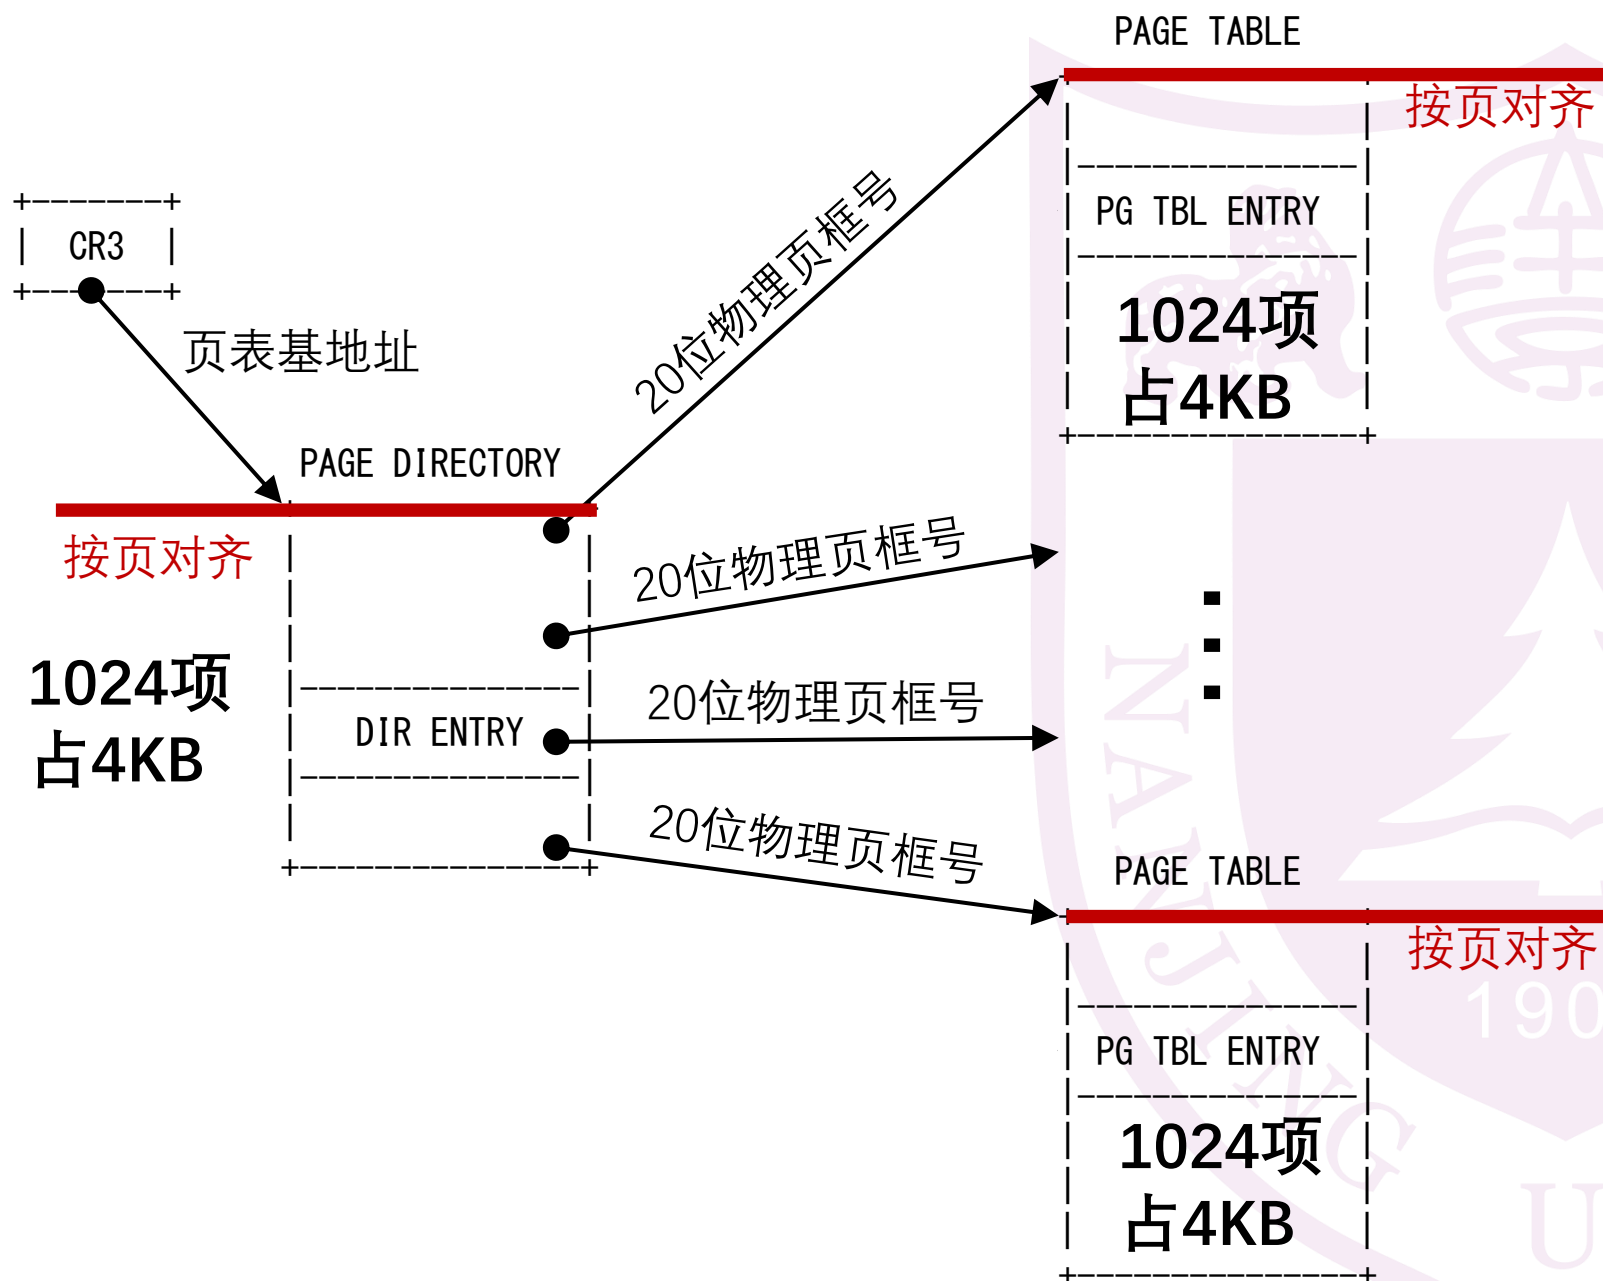 PAGE TABLE
按页对齐
CR3
PG TBL ENTRY
1024项
占4KB
页表基地址
20位物理页框号
PAGE DIRECTORY
按页对齐
20位物理页框号
1024项
占4KB
DIR ENTRY
20位物理页框号
20位物理页框号
PAGE TABLE
按页对齐
PG TBL ENTRY
1024项
占4KB
NANJING U
190